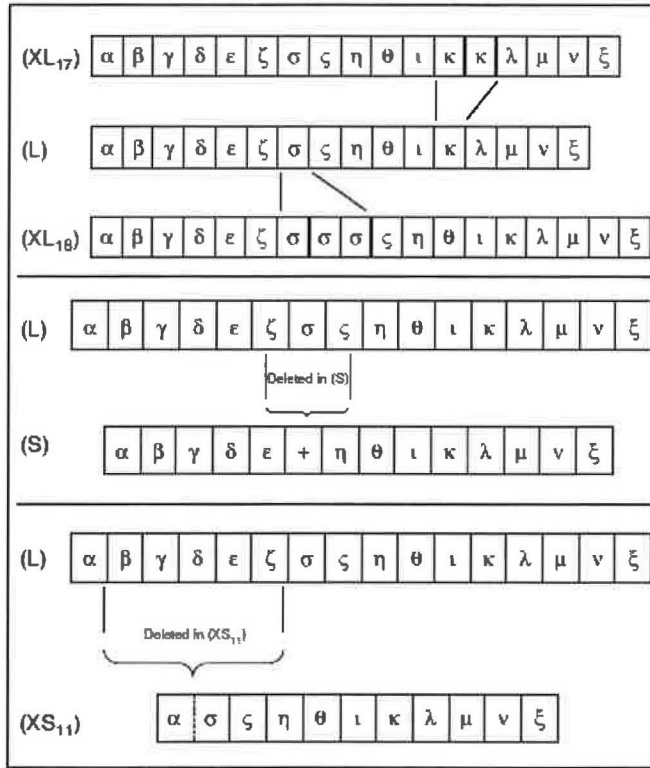 (XL₁₇) α β γ δ ε ζ σ ς η θ ι κ κ λ μ ν ξ
(L) α β γ δ ε ζ σ ς η θ ι κ λ μ ν ξ
(XL₁₈) α β γ δ ε ζ σ σ σ ς η θ ι κ λ μ ν ξ
(L) α β γ δ ε ζ σ ς η θ ι κ λ μ ν ξ
Deleted in (S)
(S) α β γ δ ε + η θ ι κ λ μ ν ξ
(L) α β γ δ ε ζ σ ς η θ ι κ λ μ ν ξ
Deleted in (XS₁₁)
(XS₁₁) α σ ς η θ ι κ λ μ ν ξ